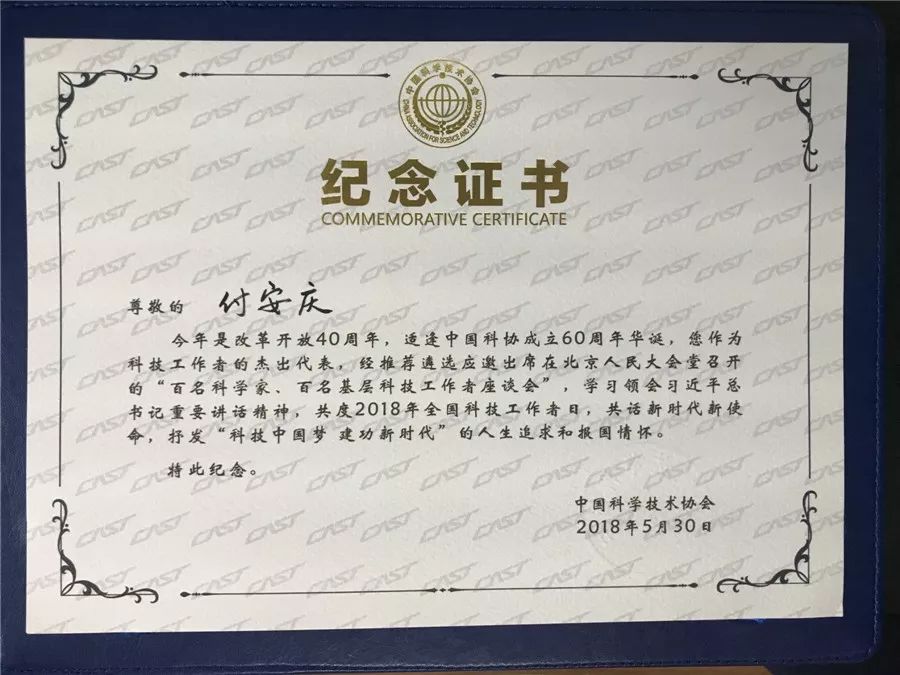 中国科学技术协会
CHINA ASSOCIATION FOR SCIENCE AND TECHNOLOGY
纪念证书
COMMEMORATIVE CERTIFICATE
尊敬的 付安庆
今年是改革开放40周年，适逢中国科协成立60周年华诞，您作为
科技工作者的杰出代表，经推荐遴选应邀出席在北京人民大会堂召开
的“百名科学家、百名基层科技工作者座谈会”，学习领会习近平总
书记重要讲话精神，共度2018年全国科技工作者日，共话新时代新使
命，抒发“科技中国梦 建功新时代”的人生追求和报国情怀。
特此纪念。
中国科学技术协会
2018年5月30日
CAST